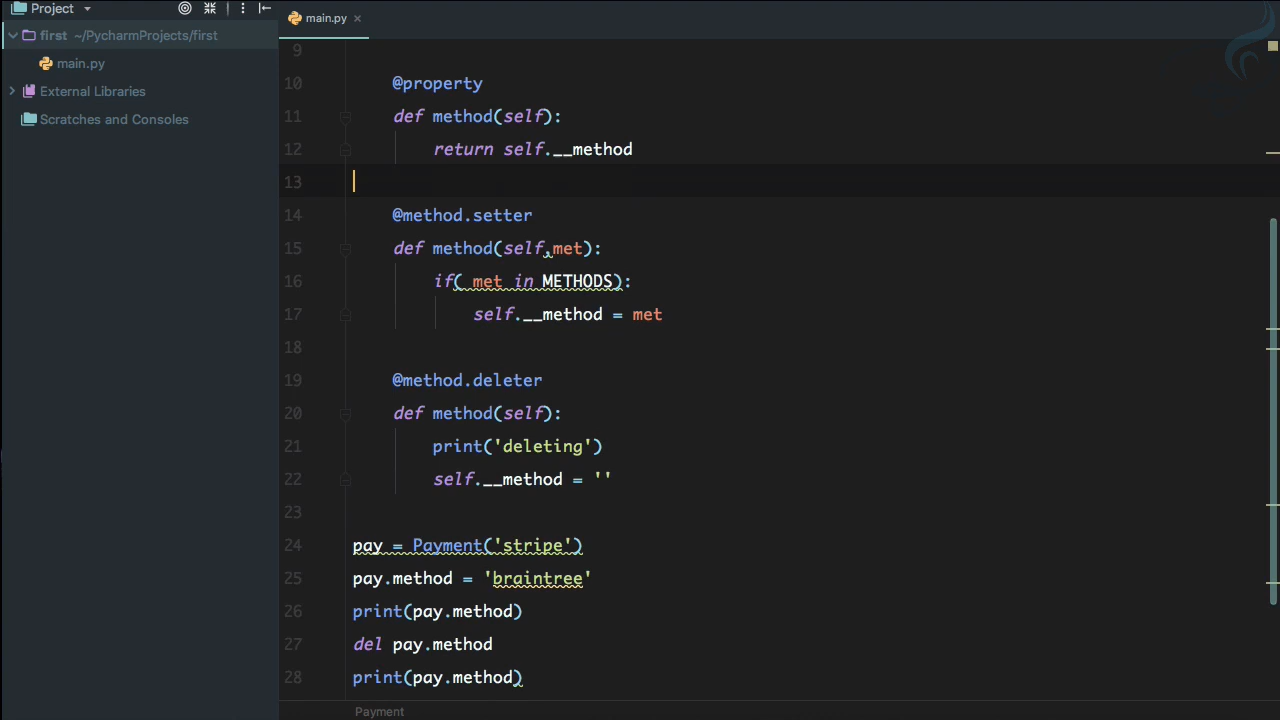 Project
main.py
first ~/PycharmProjects/first
main.py
External Libraries
Scratches and Consoles
9
10 @property
11 def method(self):
12 return self.__method
13
14 @method.setter
15 def method(self,met):
16 if( met in METHODS):
17 self.__method = met
18
19 @method.deleter
20 def method(self):
21 print('deleting')
22 self.__method = ''
23
24 pay = Payment('stripe')
25 pay.method = 'braintree'
26 print(pay.method)
27 del pay.method
28 print(pay.method)
Payment